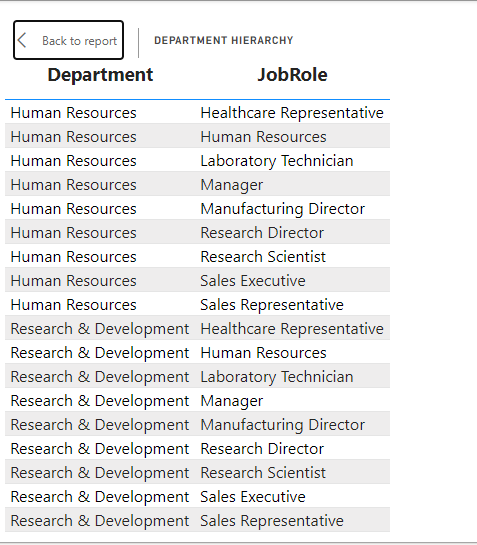 Back to report DEPARTMENT HIERARCHY
Department JobRole
Human Resources Healthcare Representative
Human Resources Human Resources
Human Resources Laboratory Technician
Human Resources Manager
Human Resources Manufacturing Director
Human Resources Research Director
Human Resources Research Scientist
Human Resources Sales Executive
Human Resources Sales Representative
Research & Development Healthcare Representative
Research & Development Human Resources
Research & Development Laboratory Technician
Research & Development Manager
Research & Development Manufacturing Director
Research & Development Research Director
Research & Development Research Scientist
Research & Development Sales Executive
Research & Development Sales Representative